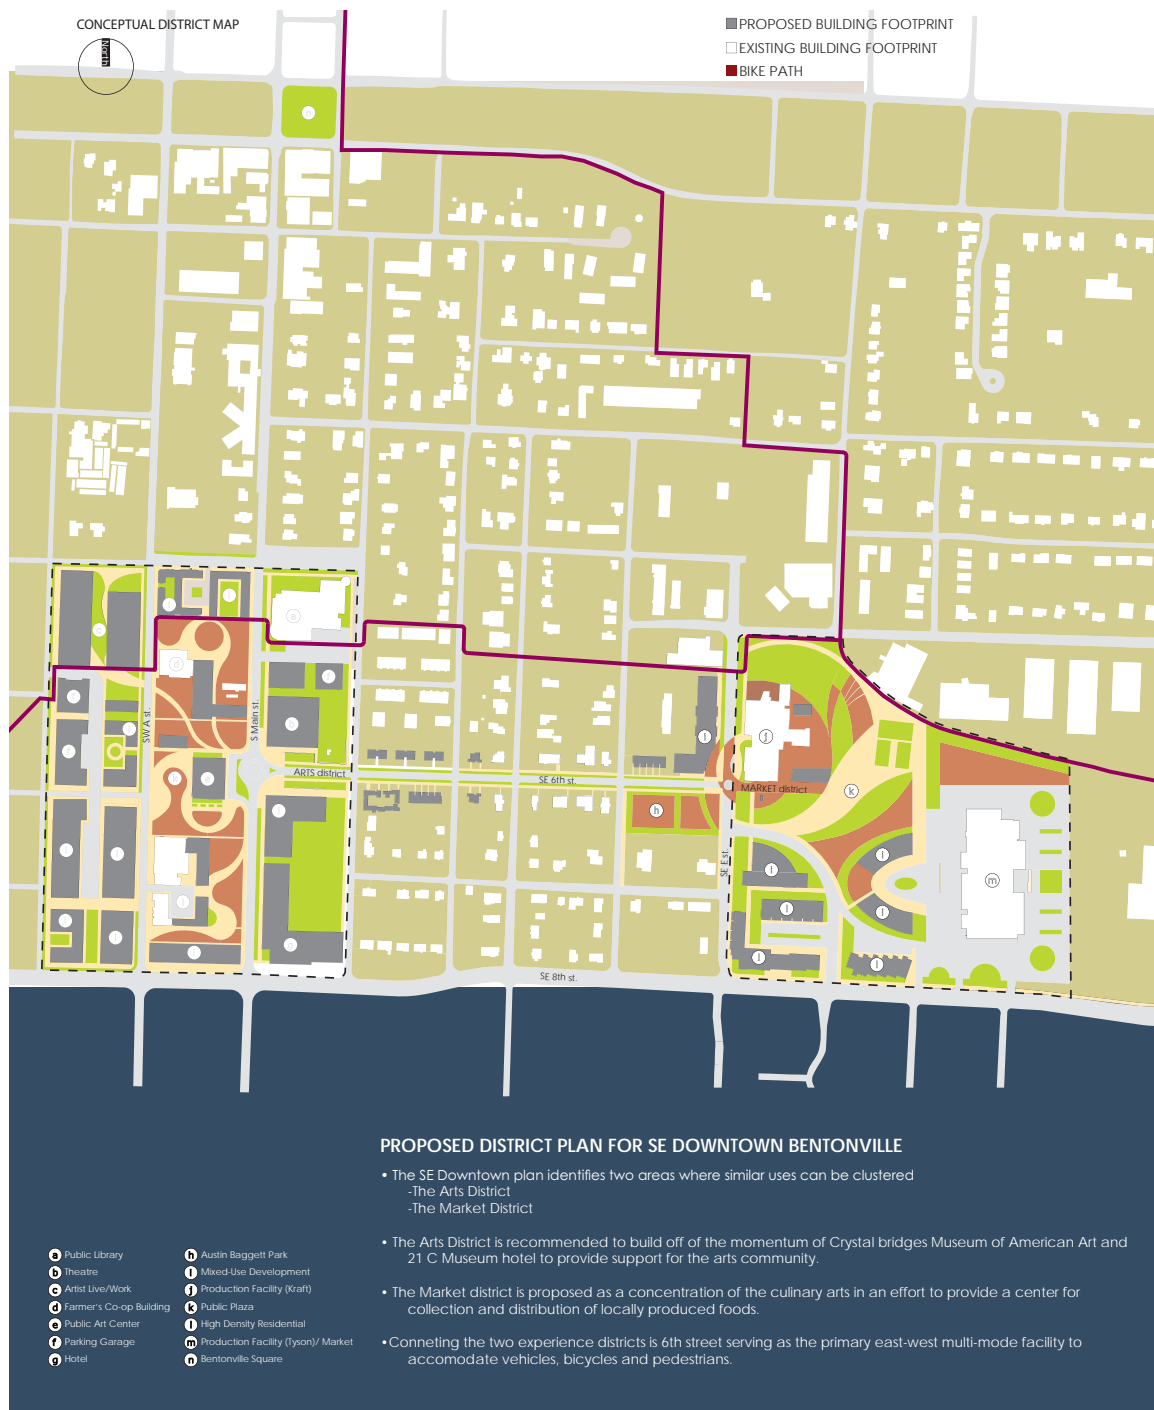 CONCEPTUAL DISTRICT MAP
North
PROPOSED BUILDING FOOTPRINT
EXISTING BUILDING FOOTPRINT
BIKE PATH
SW A st.
S Main st.
ARTS district
SE 6th st.
MARKET district
SE E st.
SE 8th st.
h
j
k
l
m
PROPOSED DISTRICT PLAN FOR SE DOWNTOWN BENTONVILLE
• The SE Downtown plan identifies two areas where similar uses can be clustered
-The Arts District
-The Market District
• The Arts District is recommended to build off of the momentum of Crystal bridges Museum of American Art and
21 C Museum hotel to provide support for the arts community.
• The Market district is proposed as a concentration of the culinary arts in an effort to provide a center for
collection and distribution of locally produced foods.
•Conneting the two experience districts is 6th street serving as the primary east-west multi-mode facility to
accomodate vehicles, bicycles and pedestrians.
a Public Library
b Theatre
c Artist Live/Work
d Farmer's Co-op Building
e Public Art Center
f Parking Garage
g Hotel
h Austin Baggett Park
i Mixed-Use Development
j Production Facility (Kraft)
k Public Plaza
l High Density Residential
m Production Facility (Tyson)/ Market
n Bentonville Square